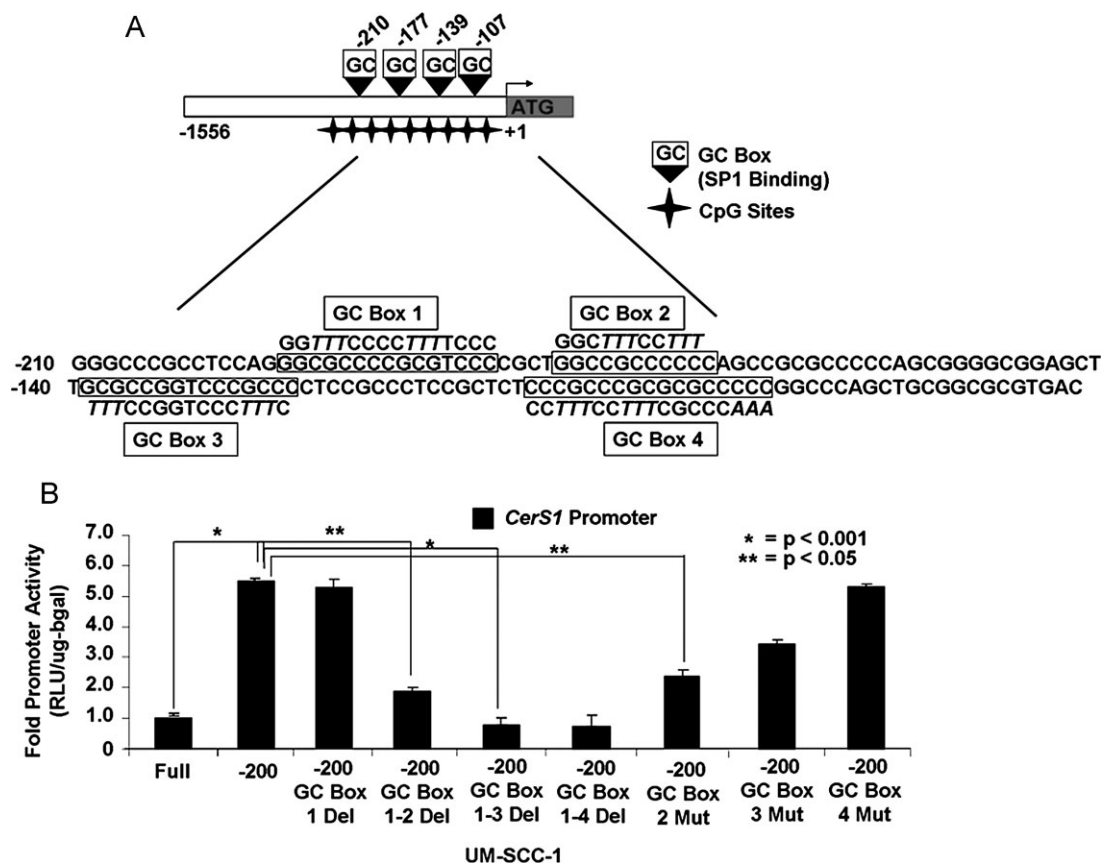 A
-210 -177 -139 -107
GC GC GC GC
ATG
-1556 +1
GC GC Box
(SP1 Binding)
CpG Sites
GC Box 1 GC Box 2
GGTTTCCCCTTTTCCC GGCTTTCCTTT
-210 GGGCCCGCCTCCAGGGCGCCCCGCGTCCCCGCTGGCCGCCCCCCAGCCGCGCCCCCAGCGGGGCGGAGCT
-140 TGCGCCGGTCCCGCCCCTCCGCCCTCCGCTCTCCCGCCCGCGCGCCCCCGGCCCAGCTGCGGCGCGTGAC
TTTCCGGTCCCTTTC CCTTTCCTTTCGCCCAAA
GC Box 3 GC Box 4
B
CerS1 Promoter
* = p < 0.001
** = p < 0.05
* ** * **
Fold Promoter Activity
(RLU/ug-bgal)
7.0
6.0
5.0
4.0
3.0
2.0
1.0
0
Full -200 -200 -200 -200 -200 -200 -200 -200
GC Box GC Box GC Box GC Box GC Box GC Box GC Box
1 Del 1-2 Del 1-3 Del 1-4 Del 2 Mut 3 Mut 4 Mut
UM-SCC-1